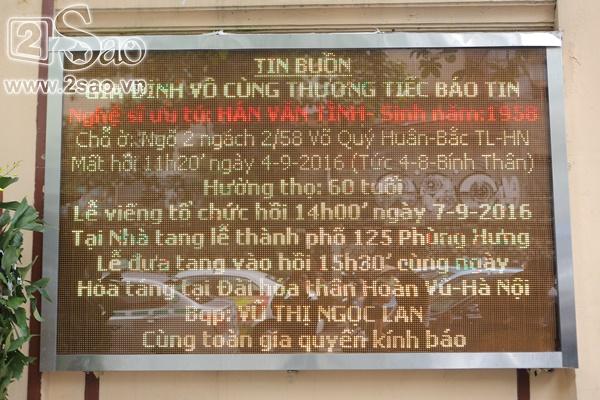 2Sao
www.2sao.vn
TIN BUỒN
GIA ĐÌNH VÔ CÙNG THƯƠNG TIẾC BÁO TIN
Nghệ sĩ ưu tú: HÁN VĂN TÌNH- Sinh năm:1958
Chỗ ở: Ngõ 2 ngách 2/58 Võ Quý Huân-Bắc TL-HN
Mất hồi 11h20' ngày 4-9-2016 (Tức 4-8-Bính Thân)
Hưởng thọ: 60 tuổi
Lễ viếng tổ chức hồi 14h00' ngày 7-9-2016
Tại Nhà tang lễ thành phố 125 Phùng Hưng
Lễ đưa tang vào hồi 15h30' cùng ngày
Hỏa táng tại Đài hóa thân Hoàn Vũ-Hà Nội
Bqp: VŨ THỊ NGỌC LAN
Cùng toàn gia quyến kính báo